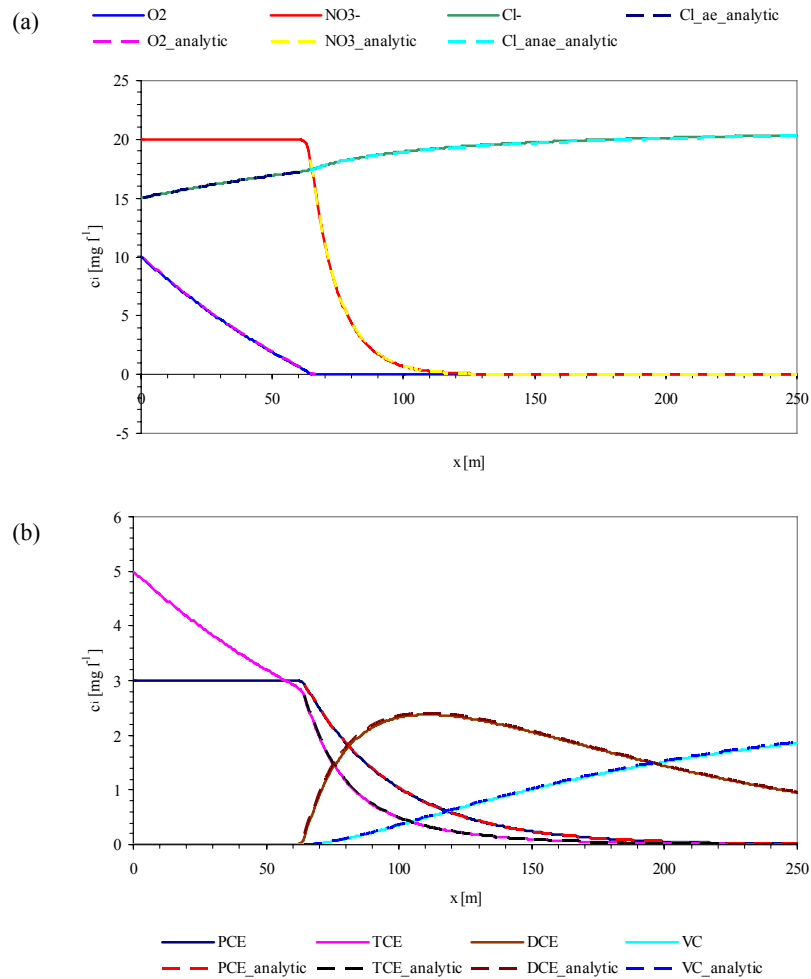 (a)
O2 NO3- Cl- Cl_ae_analytic
O2_analytic NO3_analytic Cl_anae_analytic
25
20
15
10
5
0
-5
0 50 100 150 200 250
ci [mg l-1]
x [m]
(b)
6
5
4
3
2
1
0
0 50 100 150 200 250
ci [mg l-1]
x [m]
PCE TCE DCE VC
PCE_analytic TCE_analytic DCE_analytic VC_analytic